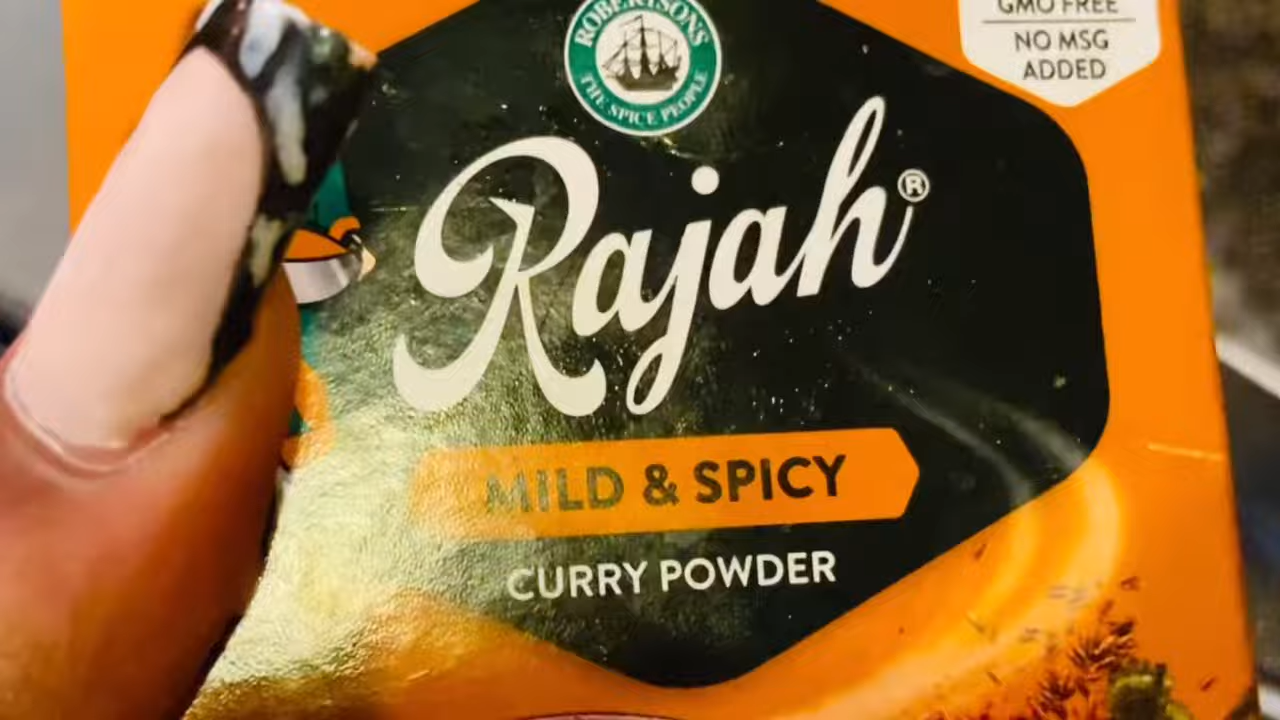 ROBERTSONS
THE SPICE PEOPLE
GMO FREE
NO MSG
ADDED
Rajah®
MILD & SPICY
CURRY POWDER